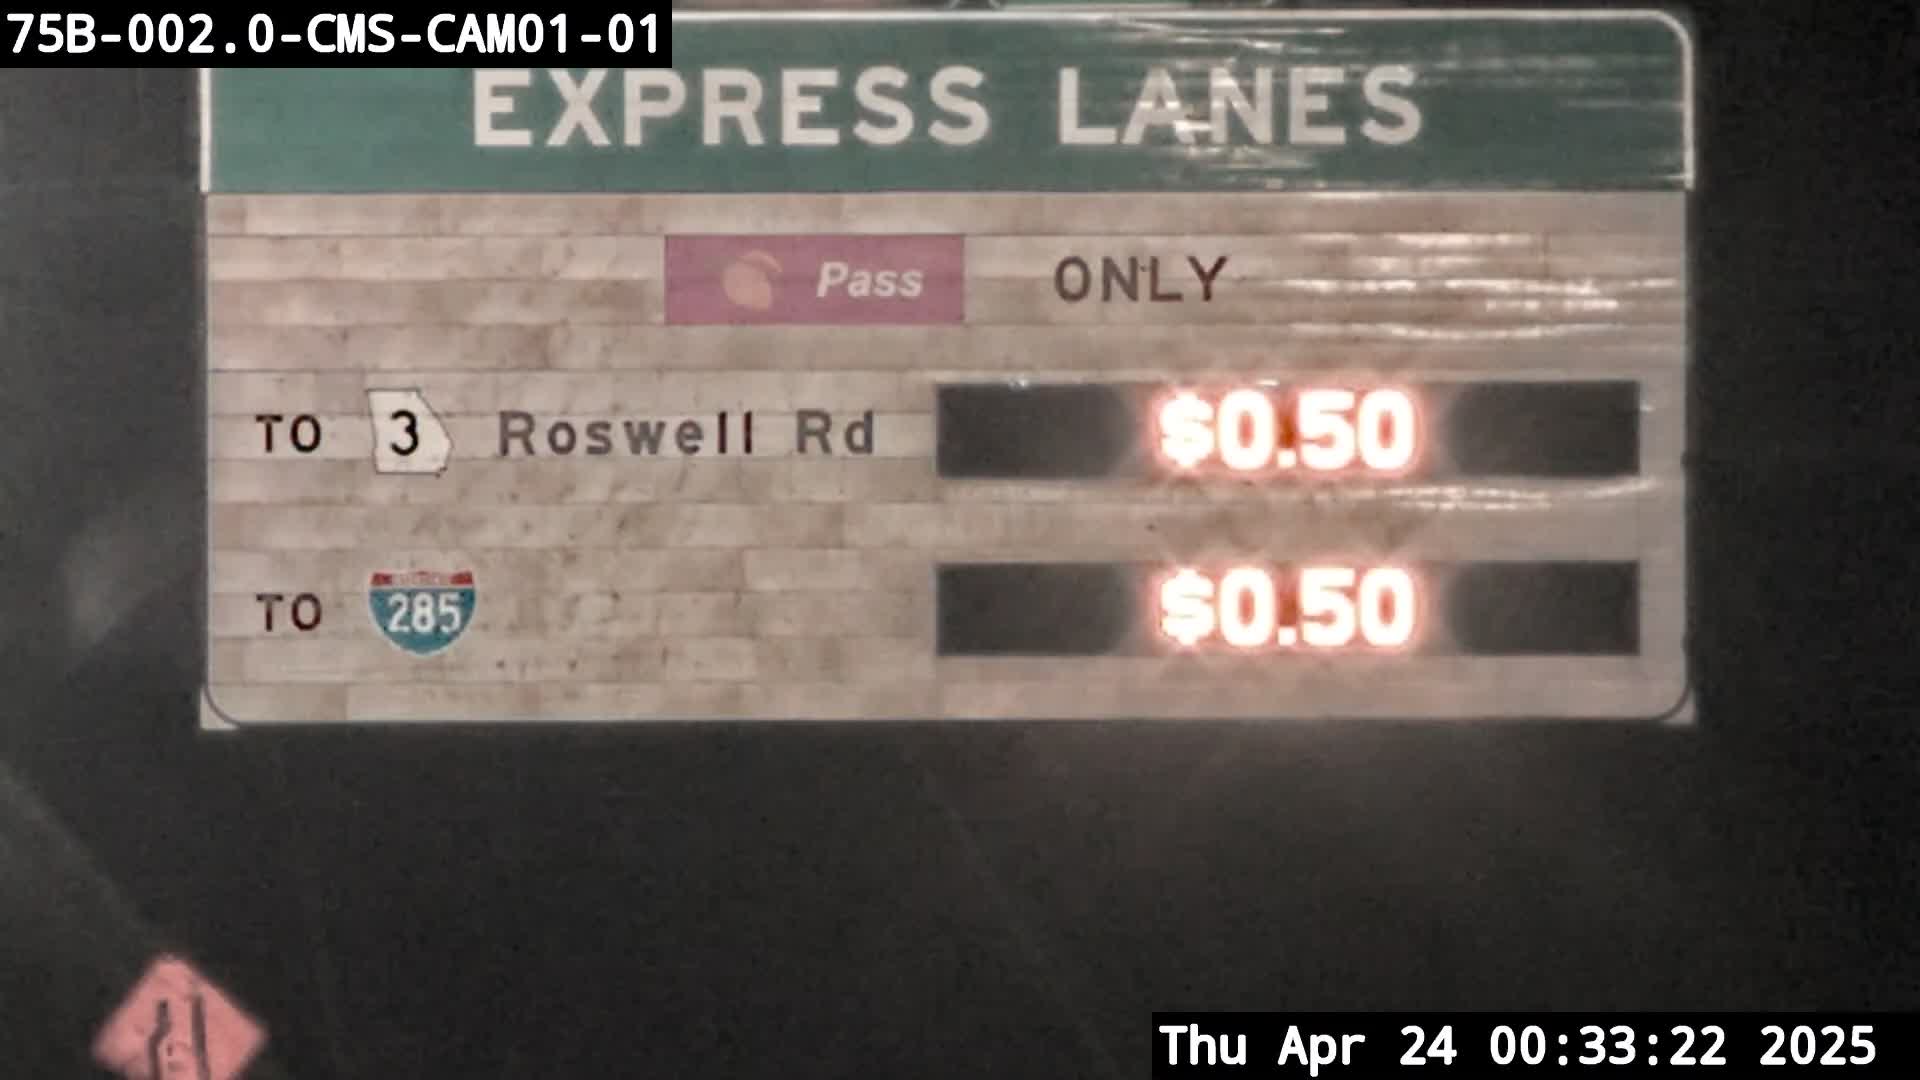 75B-002.0-CMS-CAM01-01
EXPRESS LANES
Pass ONLY
TO 3 Roswell Rd $0.50
TO 285 $0.50
Thu Apr 24 00:33:22 2025